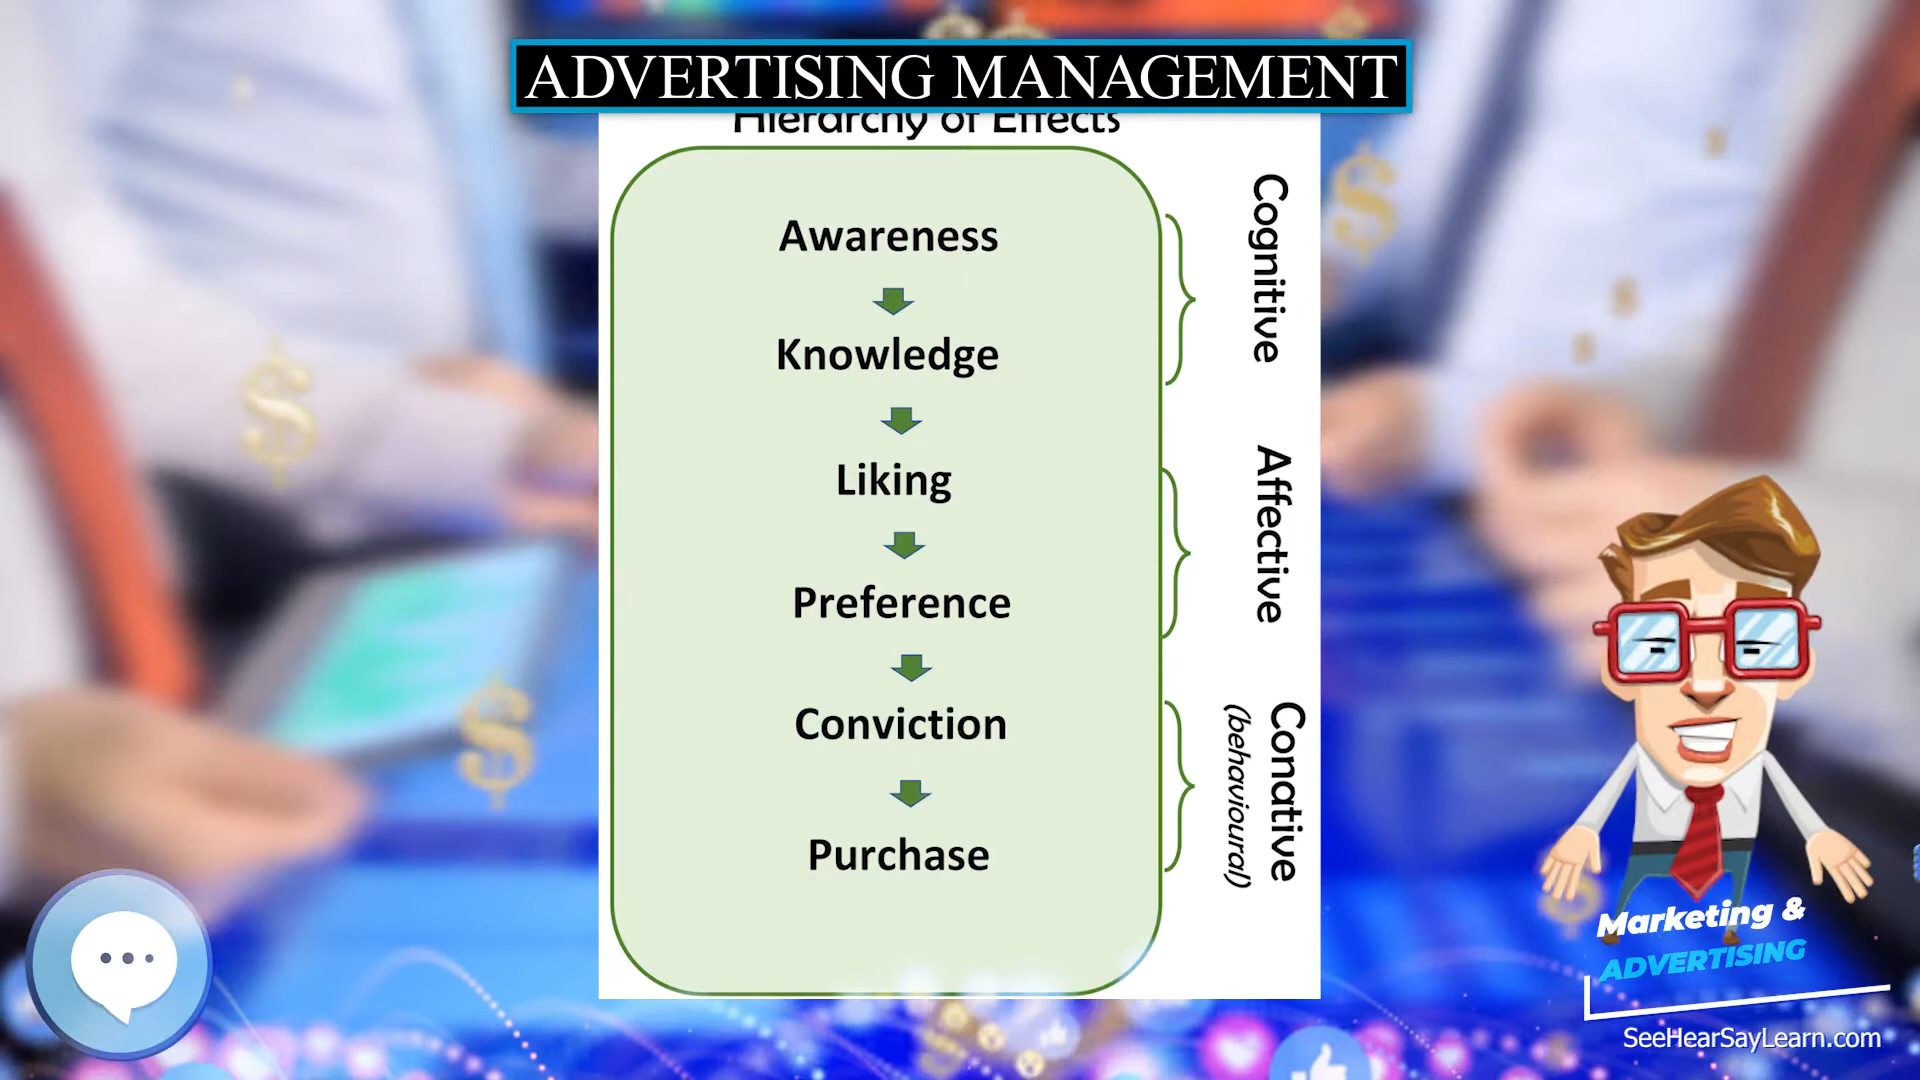 ADVERTISING MANAGEMENT
Hierarchy of Effects
Awareness
Knowledge
Liking
Preference
Conviction
Purchase
Cognitive
Affective
Conative
(behavioural)
Marketing &
ADVERTISING
SeeHearSayLearn.com